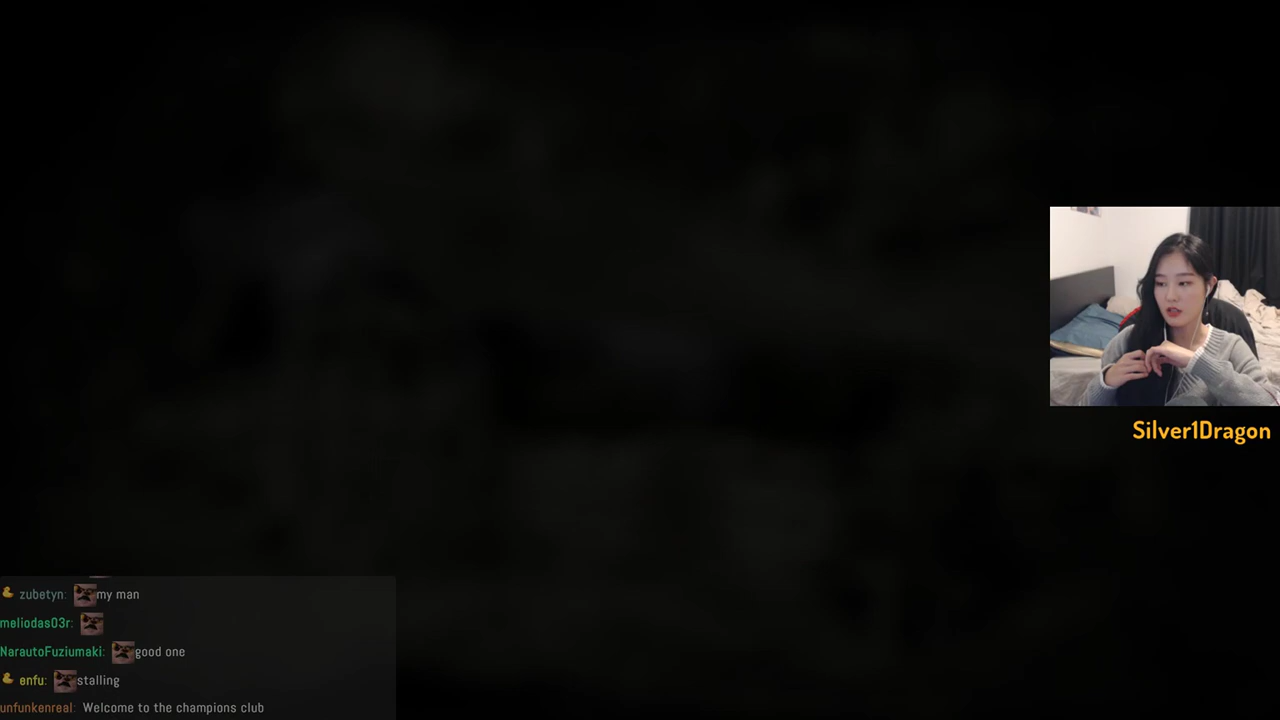 Silver1Dragon
zubetyn: my man
meliodas03r:
NarautoFuziumaki: good one
enfu: stalling
unfunkenreal: Welcome to the champions club